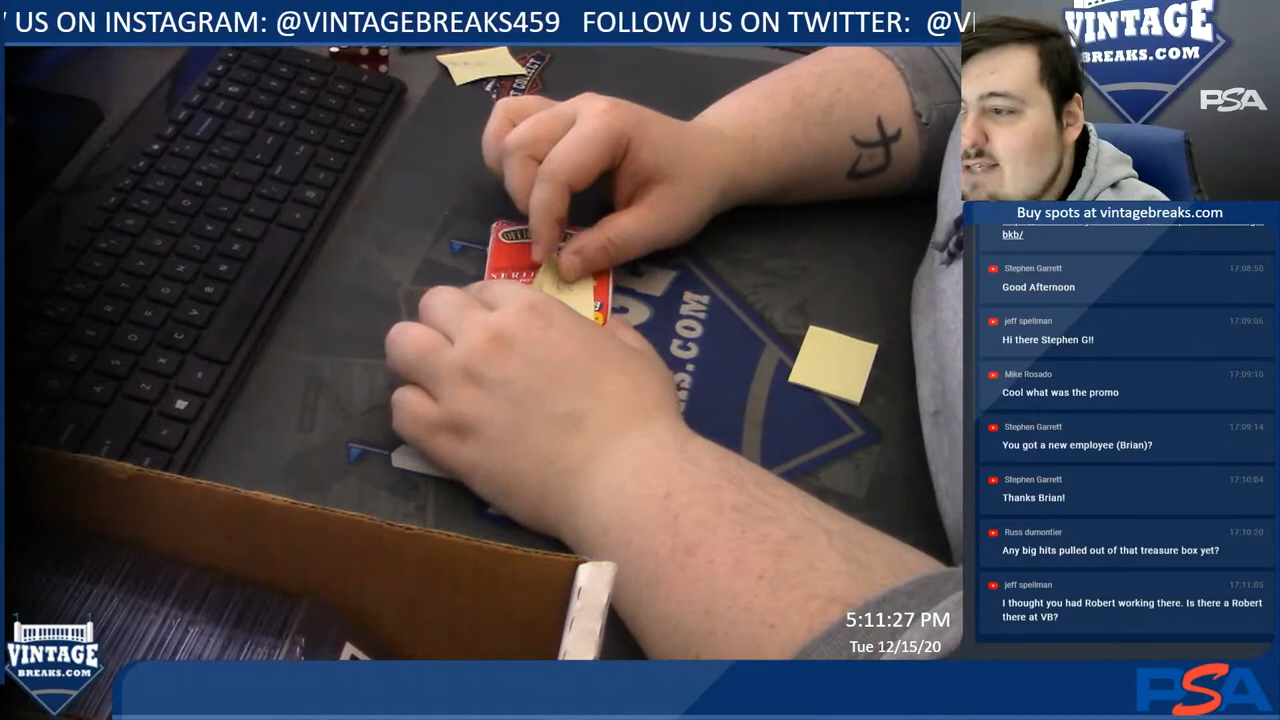 US ON INSTAGRAM: @VINTAGEBREAKS459 FOLLOW US ON TWITTER: @V
VINTAGE
BREAKS.COM
PSA
Buy spots at vintagebreaks.com
bkb/
Stephen Garrett 17:08:50
Good Afternoon
jeff spellman 17:09:06
Hi there Stephen G!!
Mike Rosado 17:09:10
Cool what was the promo
Stephen Garrett 17:09:14
You got a new employee (Brian)?
Stephen Garrett 17:10:04
Thanks Brian!
Russ dumontier 17:10:20
Any big hits pulled out of that treasure box yet?
jeff spellman 17:11:05
I thought you had Robert working there. Is there a Robert
there at VB?
力
.COM
5:11:27 PM
Tue 12/15/20
VINTAGE
BREAKS.COM
PSA